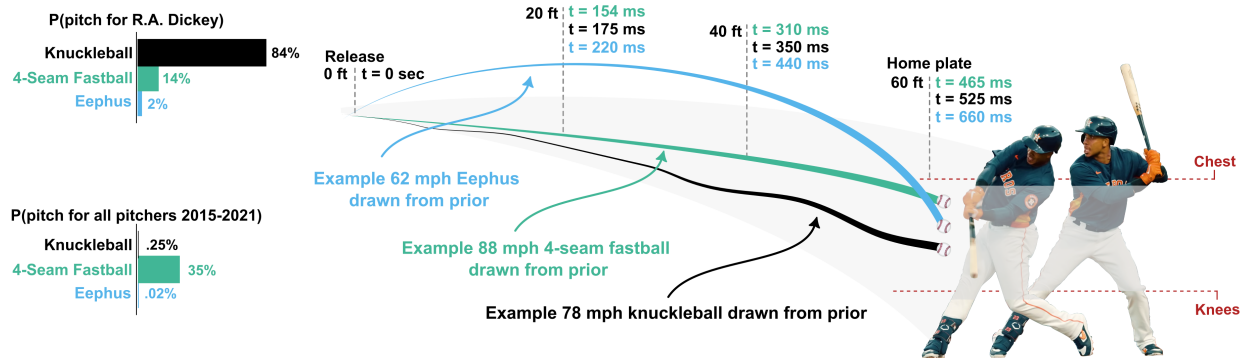 P(pitch for R.A. Dickey)
Knuckleball 84%
4-Seam Fastball 14%
Eephus 2%
P(pitch for all pitchers 2015-2021)
Knuckleball .25%
4-Seam Fastball 35%
Eephus .02%
Release
0 ft t = 0 sec
20 ft t = 154 ms
t = 175 ms
t = 220 ms
40 ft t = 310 ms
t = 350 ms
t = 440 ms
Home plate
60 ft t = 465 ms
t = 525 ms
t = 660 ms
Example 62 mph Eephus
drawn from prior
Example 88 mph 4-seam fastball
drawn from prior
Example 78 mph knuckleball drawn from prior
Chest
Knees